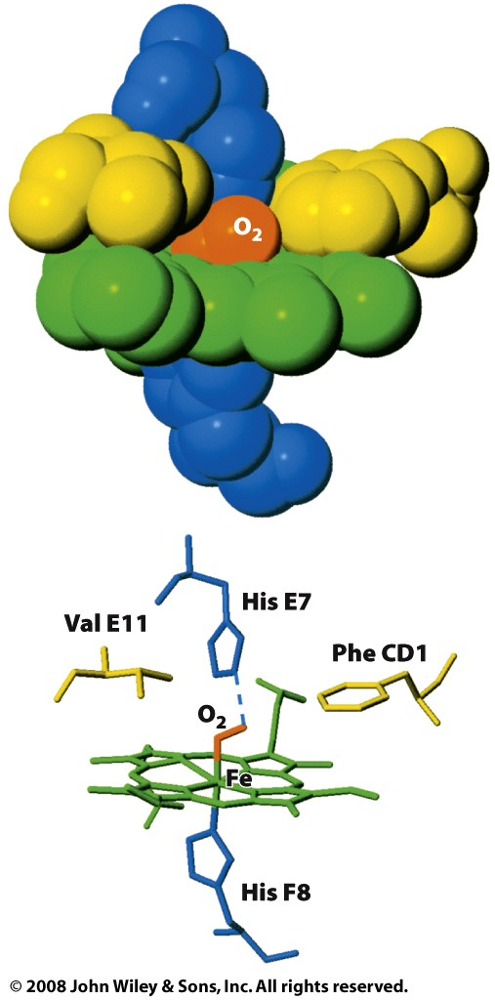 O₂
His E7
Val E11
Phe CD1
O₂
Fe
His F8
© 2008 John Wiley & Sons, Inc. All rights reserved.